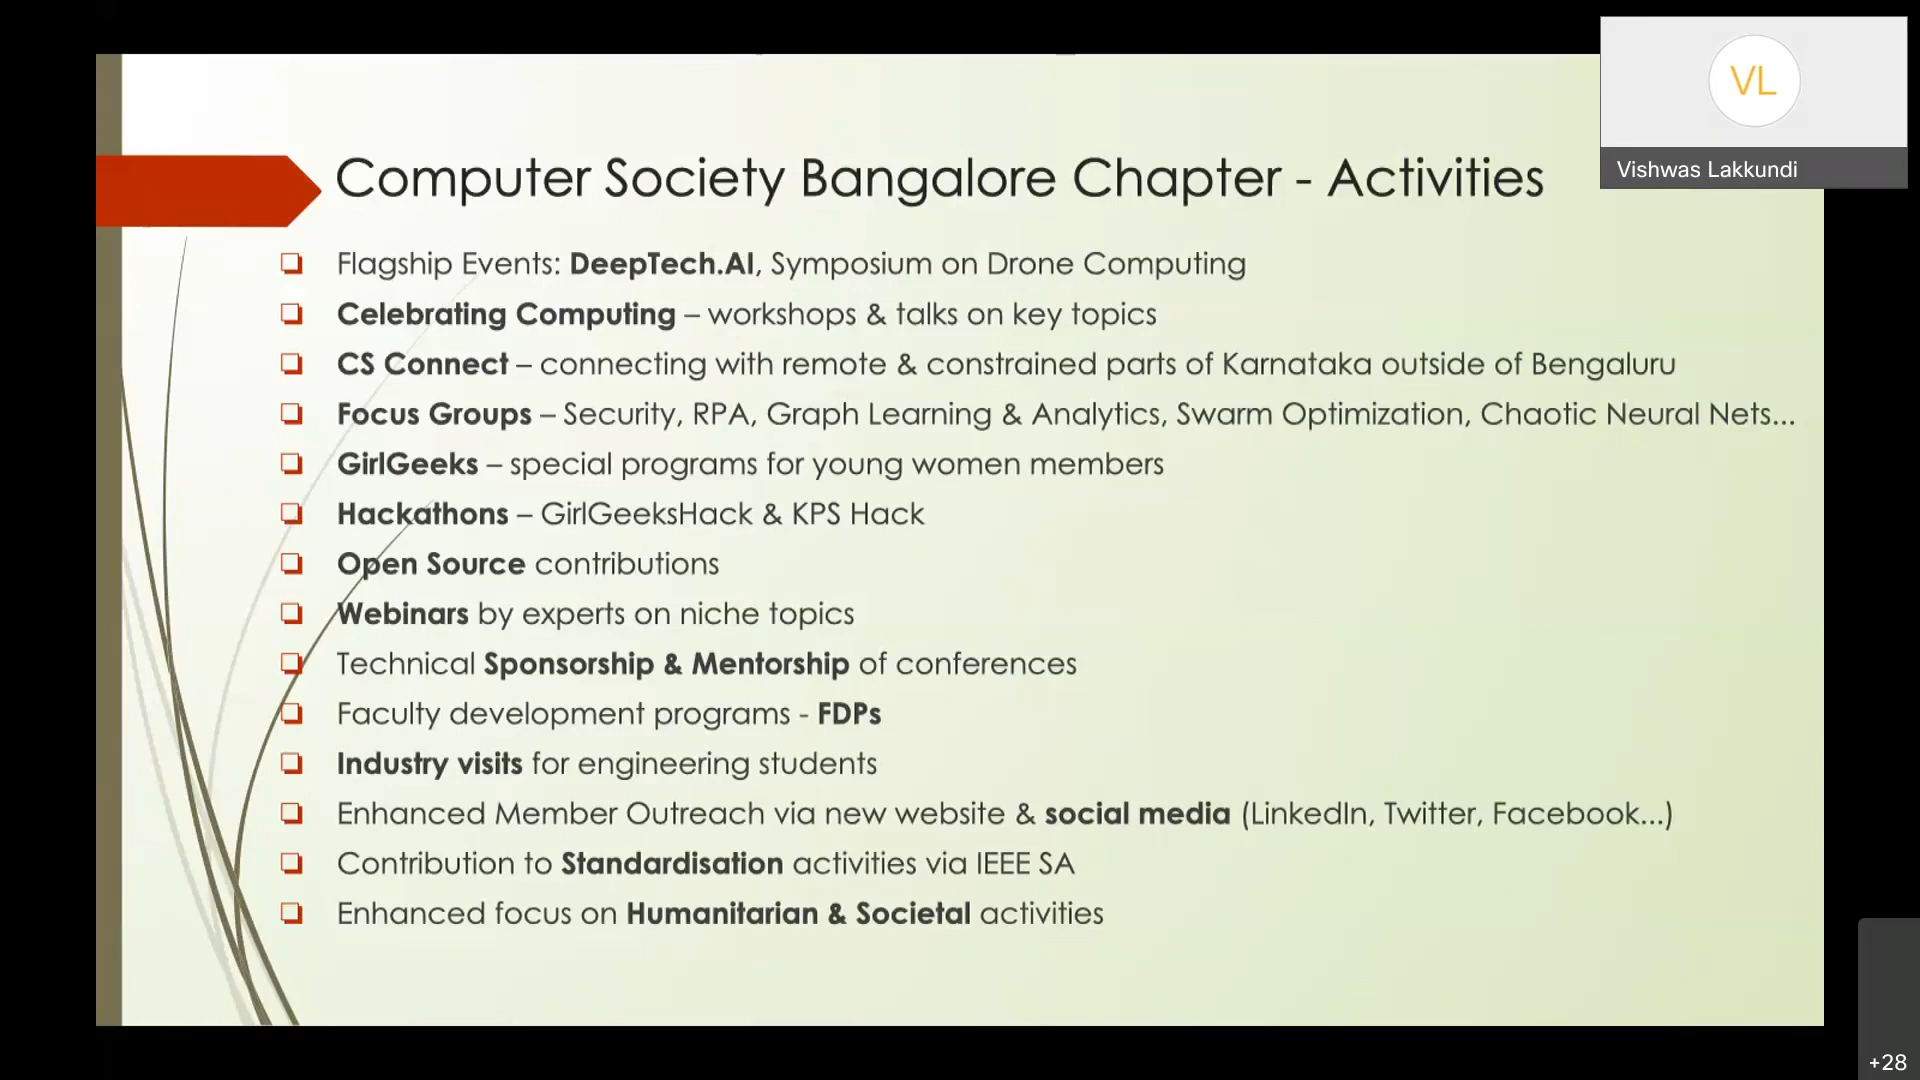 VL
Vishwas Lakkundi
Computer Society Bangalore Chapter - Activities
❑ Flagship Events: DeepTech.AI, Symposium on Drone Computing
❑ Celebrating Computing – workshops & talks on key topics
❑ CS Connect – connecting with remote & constrained parts of Karnataka outside of Bengaluru
❑ Focus Groups – Security, RPA, Graph Learning & Analytics, Swarm Optimization, Chaotic Neural Nets...
❑ GirlGeeks – special programs for young women members
❑ Hackathons – GirlGeeksHack & KPS Hack
❑ Open Source contributions
❑ Webinars by experts on niche topics
❑ Technical Sponsorship & Mentorship of conferences
❑ Faculty development programs - FDPs
❑ Industry visits for engineering students
❑ Enhanced Member Outreach via new website & social media (LinkedIn, Twitter, Facebook...)
❑ Contribution to Standardisation activities via IEEE SA
❑ Enhanced focus on Humanitarian & Societal activities
+28